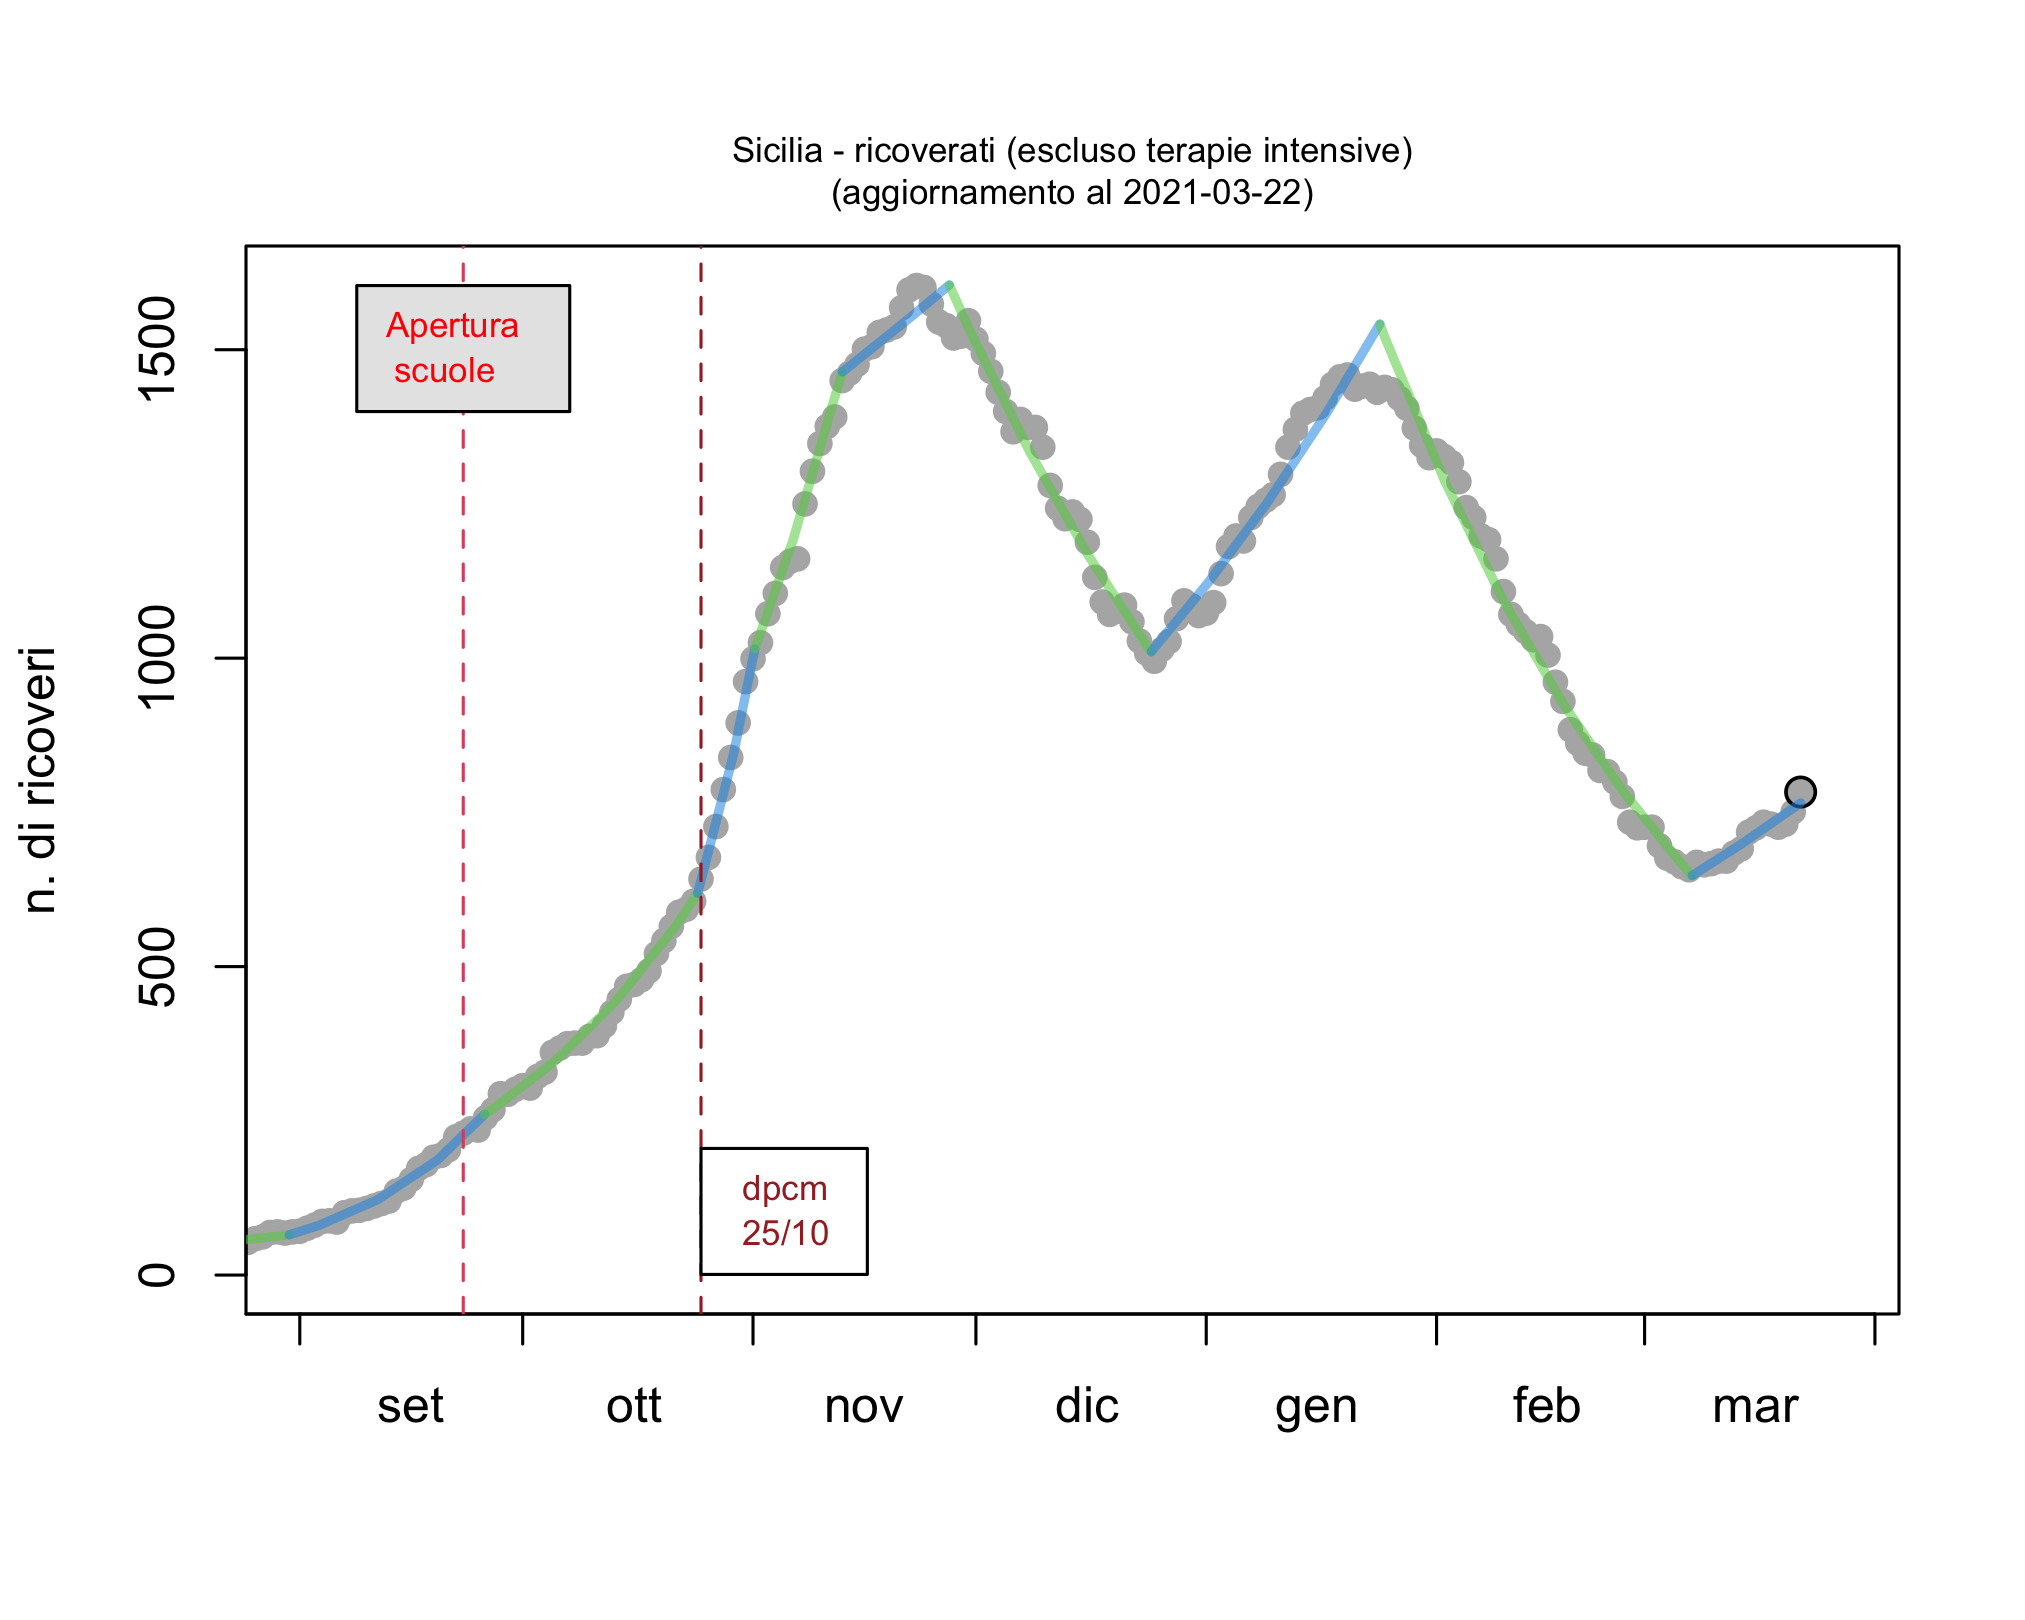 Sicilia - ricoverati (escluso terapie intensive)
(aggiornamento al 2021-03-22)
n. di ricoveri
1500
1000
500
0
Apertura
scuole
dpcm
25/10
set
ott
nov
dic
gen
feb
mar